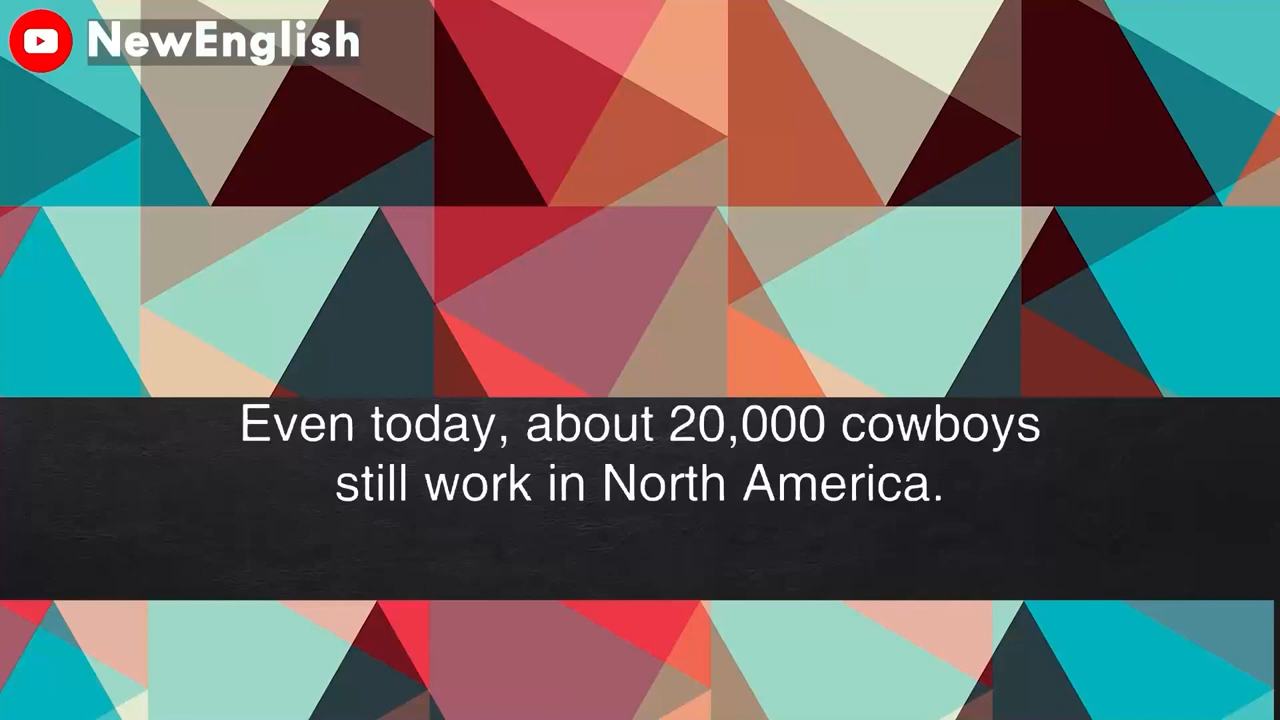 NewEnglish
Even today, about 20,000 cowboys
still work in North America.